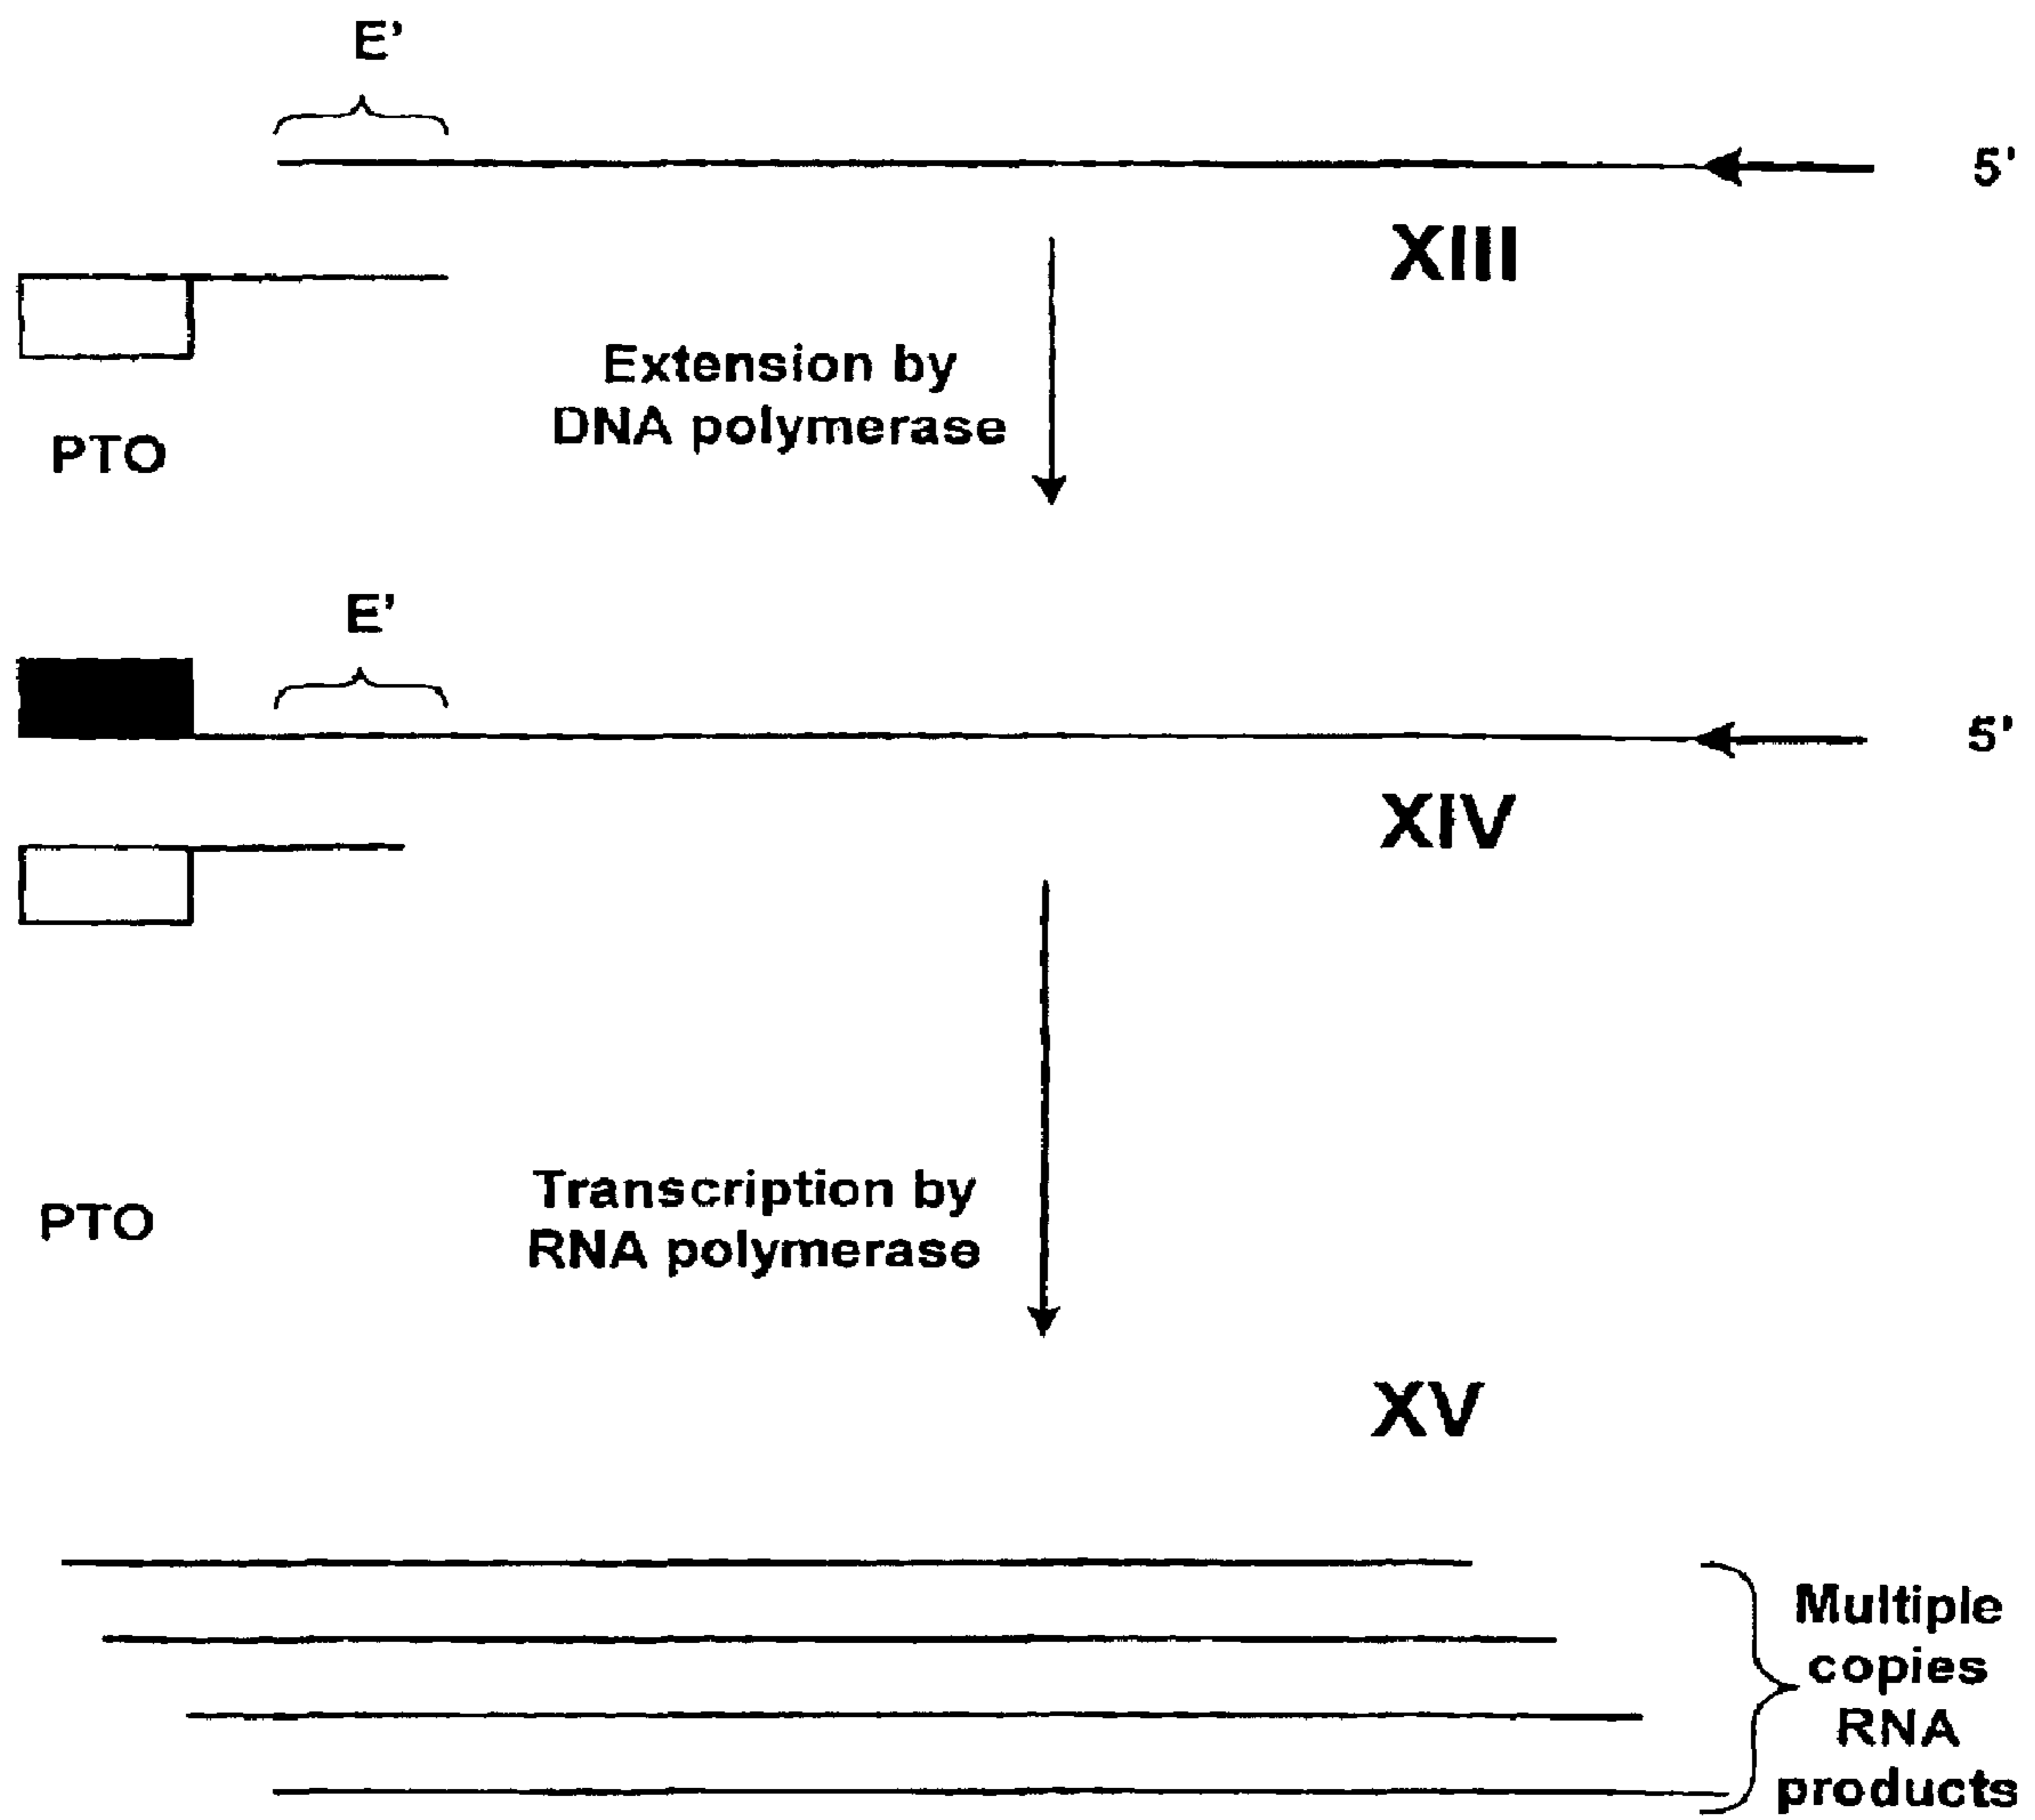 E'
5'
XIII
Extension by
DNA polymerase
PTO
E'
5'
XIV
Transcription by
RNA polymerase
PTO
XV
Multiple
copies
RNA
products